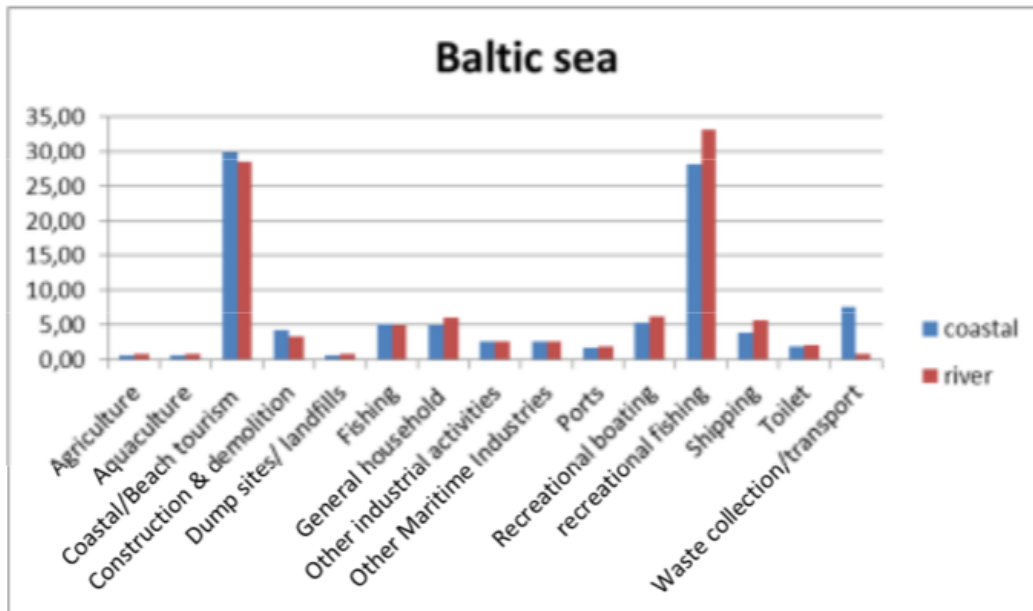 Baltic sea
35,00
30,00
25,00
20,00
15,00
10,00
5,00
0,00
coastal
river
Agriculture
Aquaculture
Coastal/Beach tourism
Construction & demolition
Dump sites/ landfills
Fishing
General household
Other industrial activities
Other Maritime Industries
Ports
Recreational boating
recreational fishing
Shipping
Toilet
Waste collection/transport